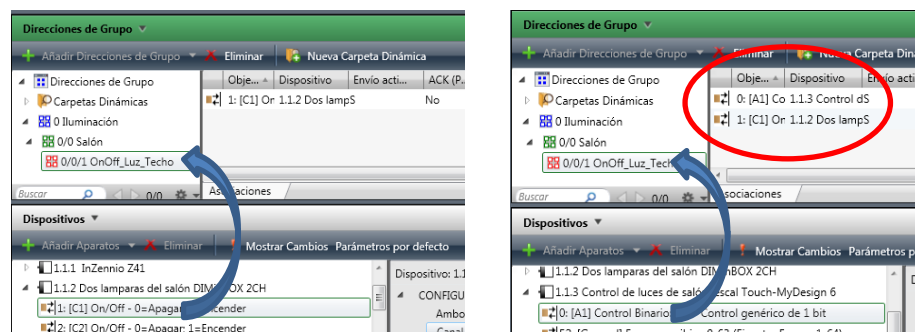 Direcciones de Grupo
Añadir Direcciones de Grupo Eliminar Nueva Carpeta Dinámica
Direcciones de Grupo
Carpetas Dinámicas
0 Iluminación
0/0 Salón
0/0/1 OnOff_Luz_Techo
Obje... Dispositivo Envío acti... ACK (P..
1: [C1] Or 1.1.2 Dos lampS No
Buscar 0/0 Asociaciones
Dispositivos
Añadir Aparatos Eliminar Mostrar Cambios Parámetros por defecto
1.1.1 InZennio Z41
1.1.2 Dos lamparas del salón BOX 2CH
1: [C1] On/Off - 0=Apagar; Encender
2: [C2] On/Off - 0=Apagar; 1=Encender
Dispositivo: 1.1
CONFIGU
Ambo
Canal
Direcciones de Grupo
Añadir Direcciones de Grupo Eliminar Nueva Carpeta Din
Direcciones de Grupo
Carpetas Dinámicas
0 Iluminación
0/0 Salón
0/0/1 OnOff_Luz_Tec
Obje... Dispositivo Envío act
0: [A1] Co 1.1.3 Control dS
1: [C1] Or 1.1.2 Dos lampS
Buscar 0/0 Asociaciones
Dispositivos
Añadir Aparatos Eliminar Mostrar Cambios Parámetros p
1.1.2 Dos lamparas del salón DIMinBOX 2CH
1.1.3 Control de luces de salón Touch-MyDesign 6
0: [A1] Control Binario Control genérico de 1 bit